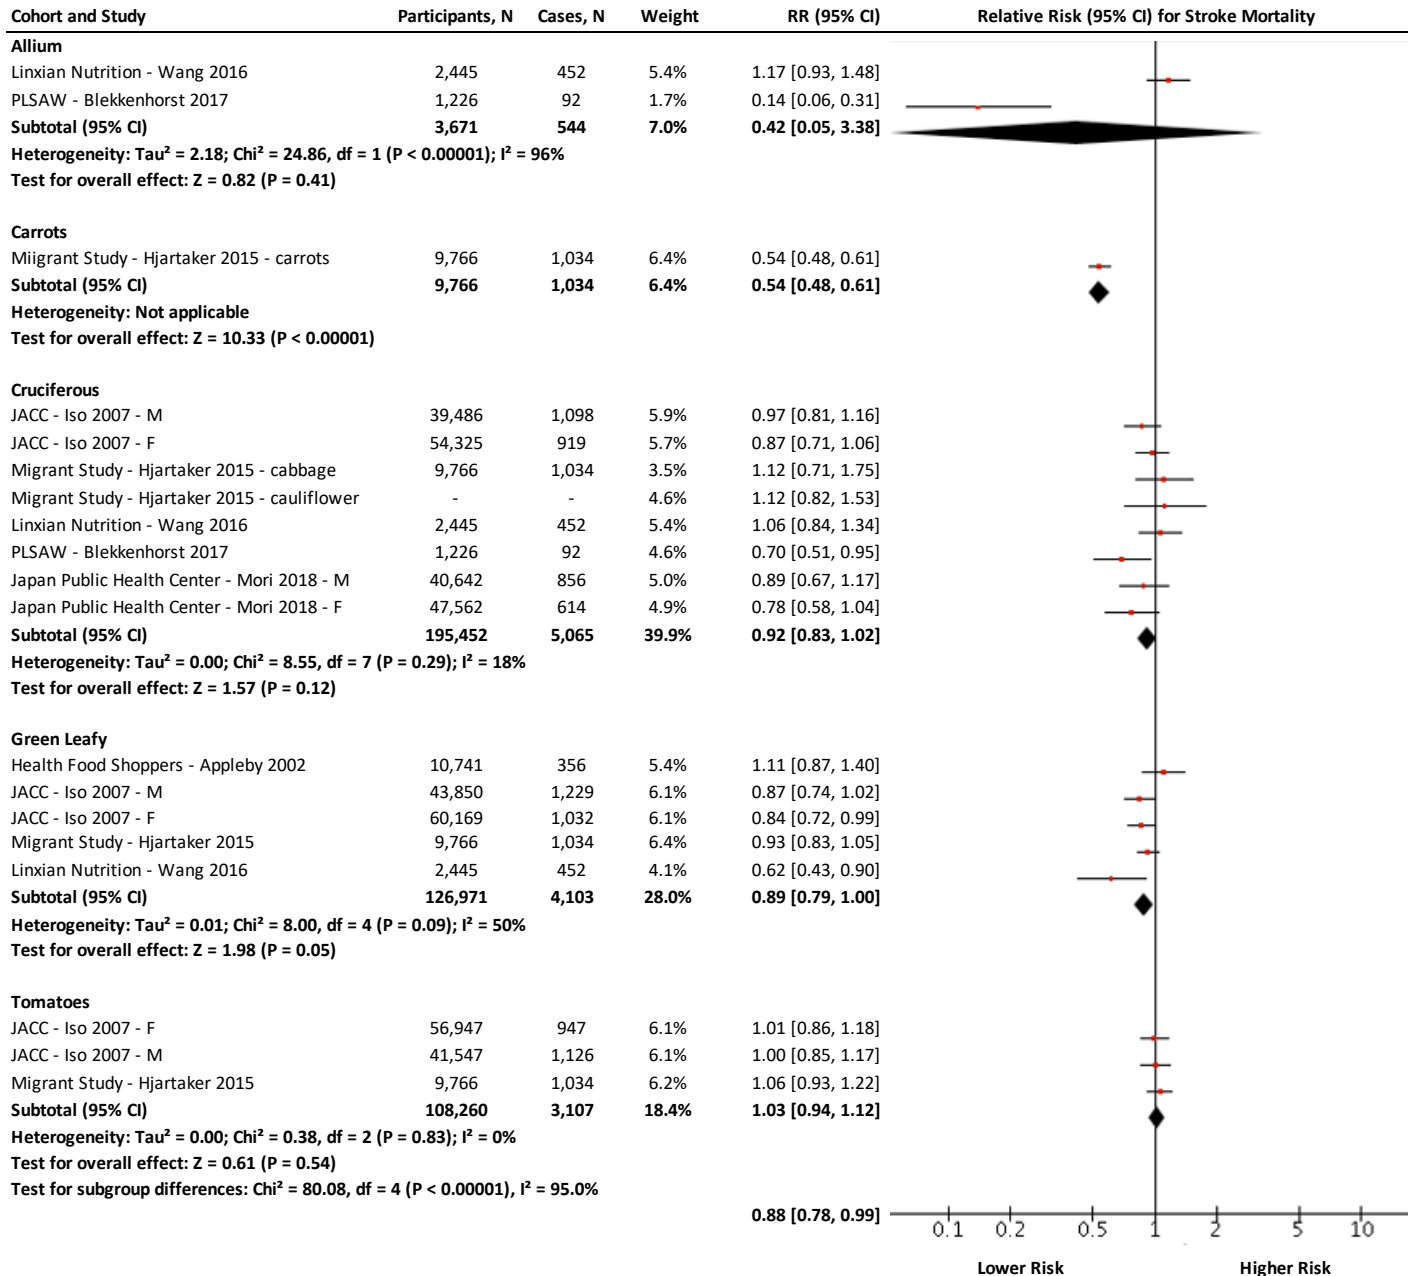 Cohort and Study Participants, N Cases, N Weight RR (95% CI) Relative Risk (95% CI) for Stroke Mortality
Allium
Linxian Nutrition - Wang 2016 2,445 452 5.4% 1.17 [0.93, 1.48]
PLSAW - Blekkenhorst 2017 1,226 92 1.7% 0.14 [0.06, 0.31]
Subtotal (95% CI) 3,671 544 7.0% 0.42 [0.05, 3.38]
Heterogeneity: Tau² = 2.18; Chi² = 24.86, df = 1 (P < 0.00001); I² = 96%
Test for overall effect: Z = 0.82 (P = 0.41)
Carrots
Miigrant Study - Hjartaker 2015 - carrots 9,766 1,034 6.4% 0.54 [0.48, 0.61]
Subtotal (95% CI) 9,766 1,034 6.4% 0.54 [0.48, 0.61]
Heterogeneity: Not applicable
Test for overall effect: Z = 10.33 (P < 0.00001)
Cruciferous
JACC - Iso 2007 - M 39,486 1,098 5.9% 0.97 [0.81, 1.16]
JACC - Iso 2007 - F 54,325 919 5.7% 0.87 [0.71, 1.06]
Migrant Study - Hjartaker 2015 - cabbage 9,766 1,034 3.5% 1.12 [0.71, 1.75]
Migrant Study - Hjartaker 2015 - cauliflower - - 4.6% 1.12 [0.82, 1.53]
Linxian Nutrition - Wang 2016 2,445 452 5.4% 1.06 [0.84, 1.34]
PLSAW - Blekkenhorst 2017 1,226 92 4.6% 0.70 [0.51, 0.95]
Japan Public Health Center - Mori 2018 - M 40,642 856 5.0% 0.89 [0.67, 1.17]
Japan Public Health Center - Mori 2018 - F 47,562 614 4.9% 0.78 [0.58, 1.04]
Subtotal (95% CI) 195,452 5,065 39.9% 0.92 [0.83, 1.02]
Heterogeneity: Tau² = 0.00; Chi² = 8.55, df = 7 (P = 0.29); I² = 18%
Test for overall effect: Z = 1.57 (P = 0.12)
Green Leafy
Health Food Shoppers - Appleby 2002 10,741 356 5.4% 1.11 [0.87, 1.40]
JACC - Iso 2007 - M 43,850 1,229 6.1% 0.87 [0.74, 1.02]
JACC - Iso 2007 - F 60,169 1,032 6.1% 0.84 [0.72, 0.99]
Migrant Study - Hjartaker 2015 9,766 1,034 6.4% 0.93 [0.83, 1.05]
Linxian Nutrition - Wang 2016 2,445 452 4.1% 0.62 [0.43, 0.90]
Subtotal (95% CI) 126,971 4,103 28.0% 0.89 [0.79, 1.00]
Heterogeneity: Tau² = 0.01; Chi² = 8.00, df = 4 (P = 0.09); I² = 50%
Test for overall effect: Z = 1.98 (P = 0.05)
Tomatoes
JACC - Iso 2007 - F 56,947 947 6.1% 1.01 [0.86, 1.18]
JACC - Iso 2007 - M 41,547 1,126 6.1% 1.00 [0.85, 1.17]
Migrant Study - Hjartaker 2015 9,766 1,034 6.2% 1.06 [0.93, 1.22]
Subtotal (95% CI) 108,260 3,107 18.4% 1.03 [0.94, 1.12]
Heterogeneity: Tau² = 0.00; Chi² = 0.38, df = 2 (P = 0.83); I² = 0%
Test for overall effect: Z = 0.61 (P = 0.54)
Test for subgroup differences: Chi² = 80.08, df = 4 (P < 0.00001), I² = 95.0%
0.88 [0.78, 0.99]
0.1 0.2 0.5 1 2 5 10
Lower Risk Higher Risk